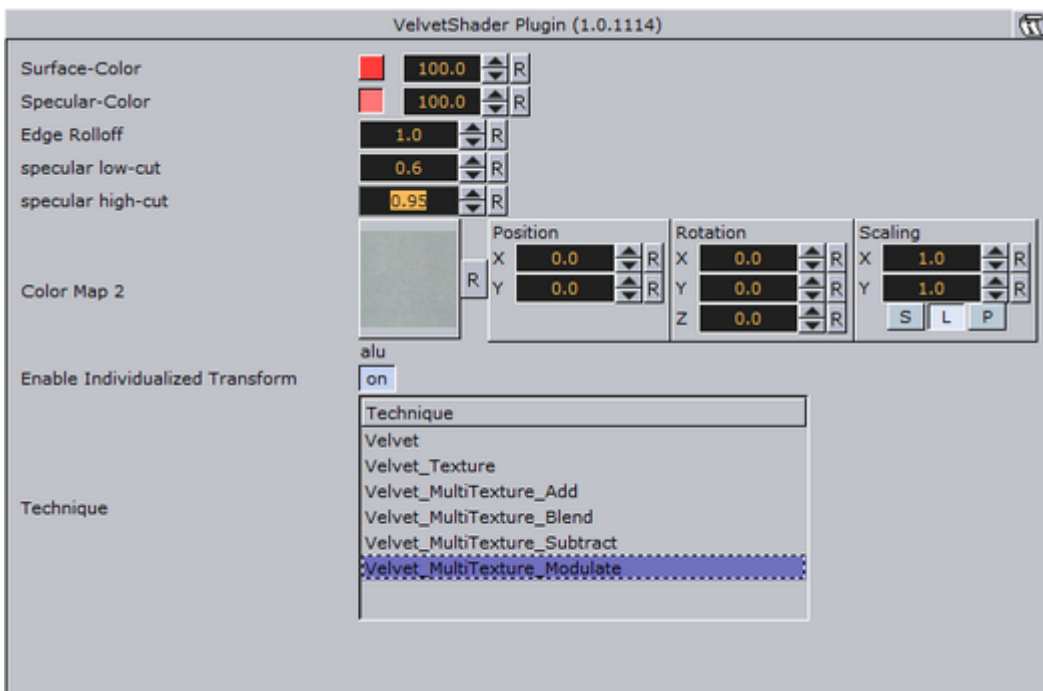 VelvetShader Plugin (1.0.1114)
Surface-Color 100.0 R
Specular-Color 100.0 R
Edge Rolloff 1.0 R
specular low-cut 0.6 R
specular high-cut 0.95 R
Position Rotation Scaling
X 0.0 R X 0.0 R X 1.0 R
Color Map 2 R Y 0.0 R Y 0.0 R Y 1.0 R
Z 0.0 R S L P
alu
Enable Individualized Transform on
Technique
Velvet
Velvet_Texture
Velvet_MultiTexture_Add
Technique Velvet_MultiTexture_Blend
Velvet_MultiTexture_Subtract
Velvet_MultiTexture_Modulate